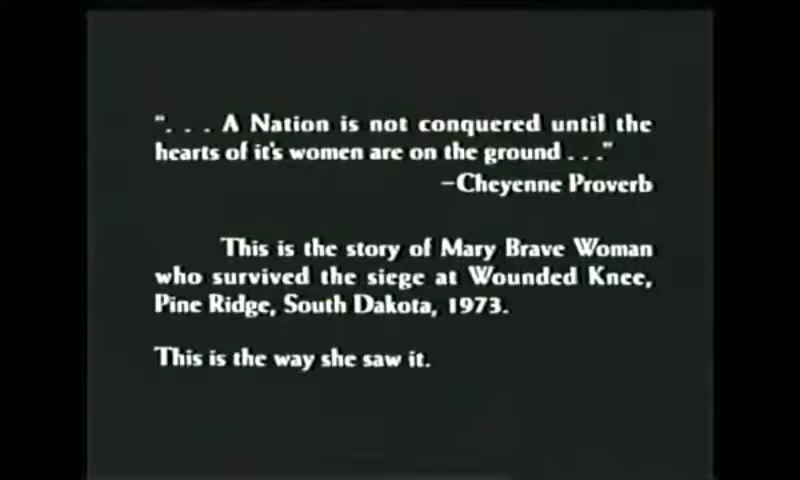 ". . . A Nation is not conquered until the
hearts of it's women are on the ground . . ."
–Cheyenne Proverb
This is the story of Mary Brave Woman
who survived the siege at Wounded Knee,
Pine Ridge, South Dakota, 1973.
This is the way she saw it.